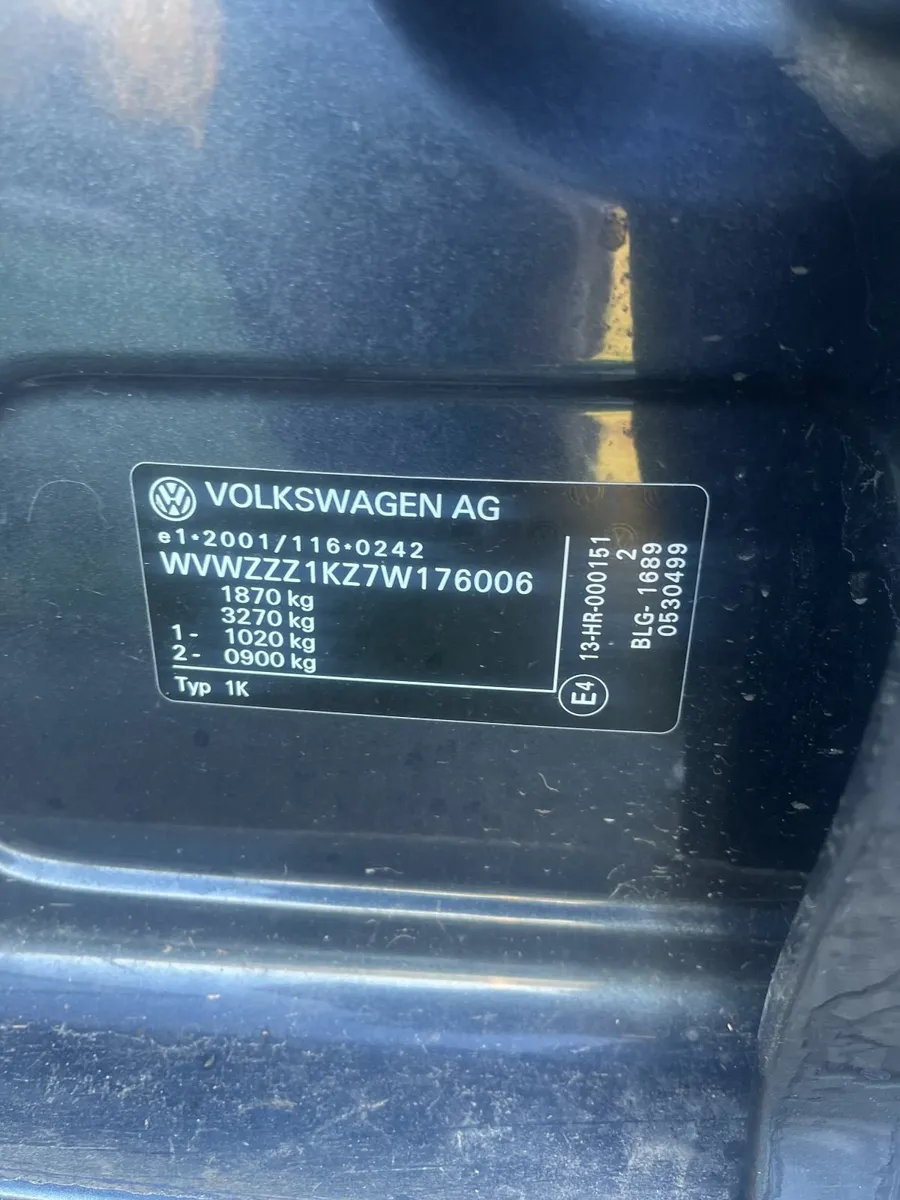 VOLKSWAGEN AG
e1*2001/116*0242
WVWZZZ1KZ7W176006
1870 kg
3270 kg
1- 1020 kg
2- 0900 kg
Typ 1K
E4
13-HR-000151
2
BLG- 1689
0530499